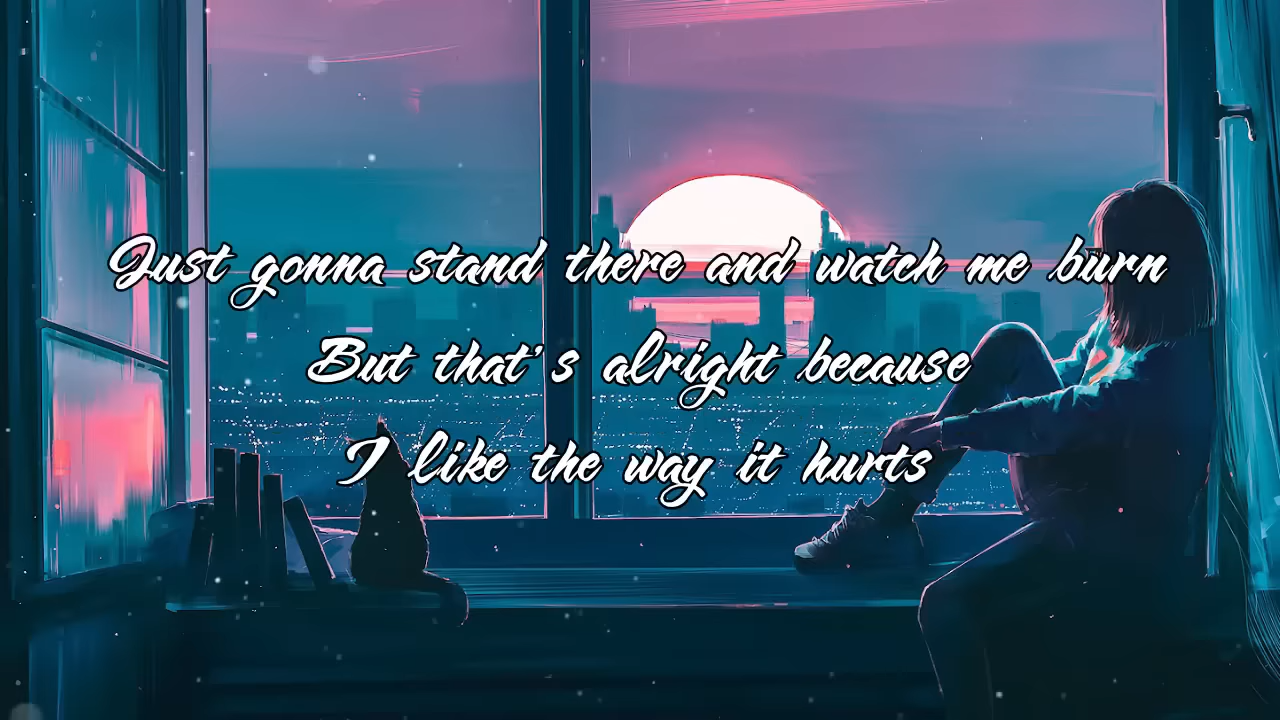 Just gonna stand there and watch me burn
But that's alright because
I like the way it hurts